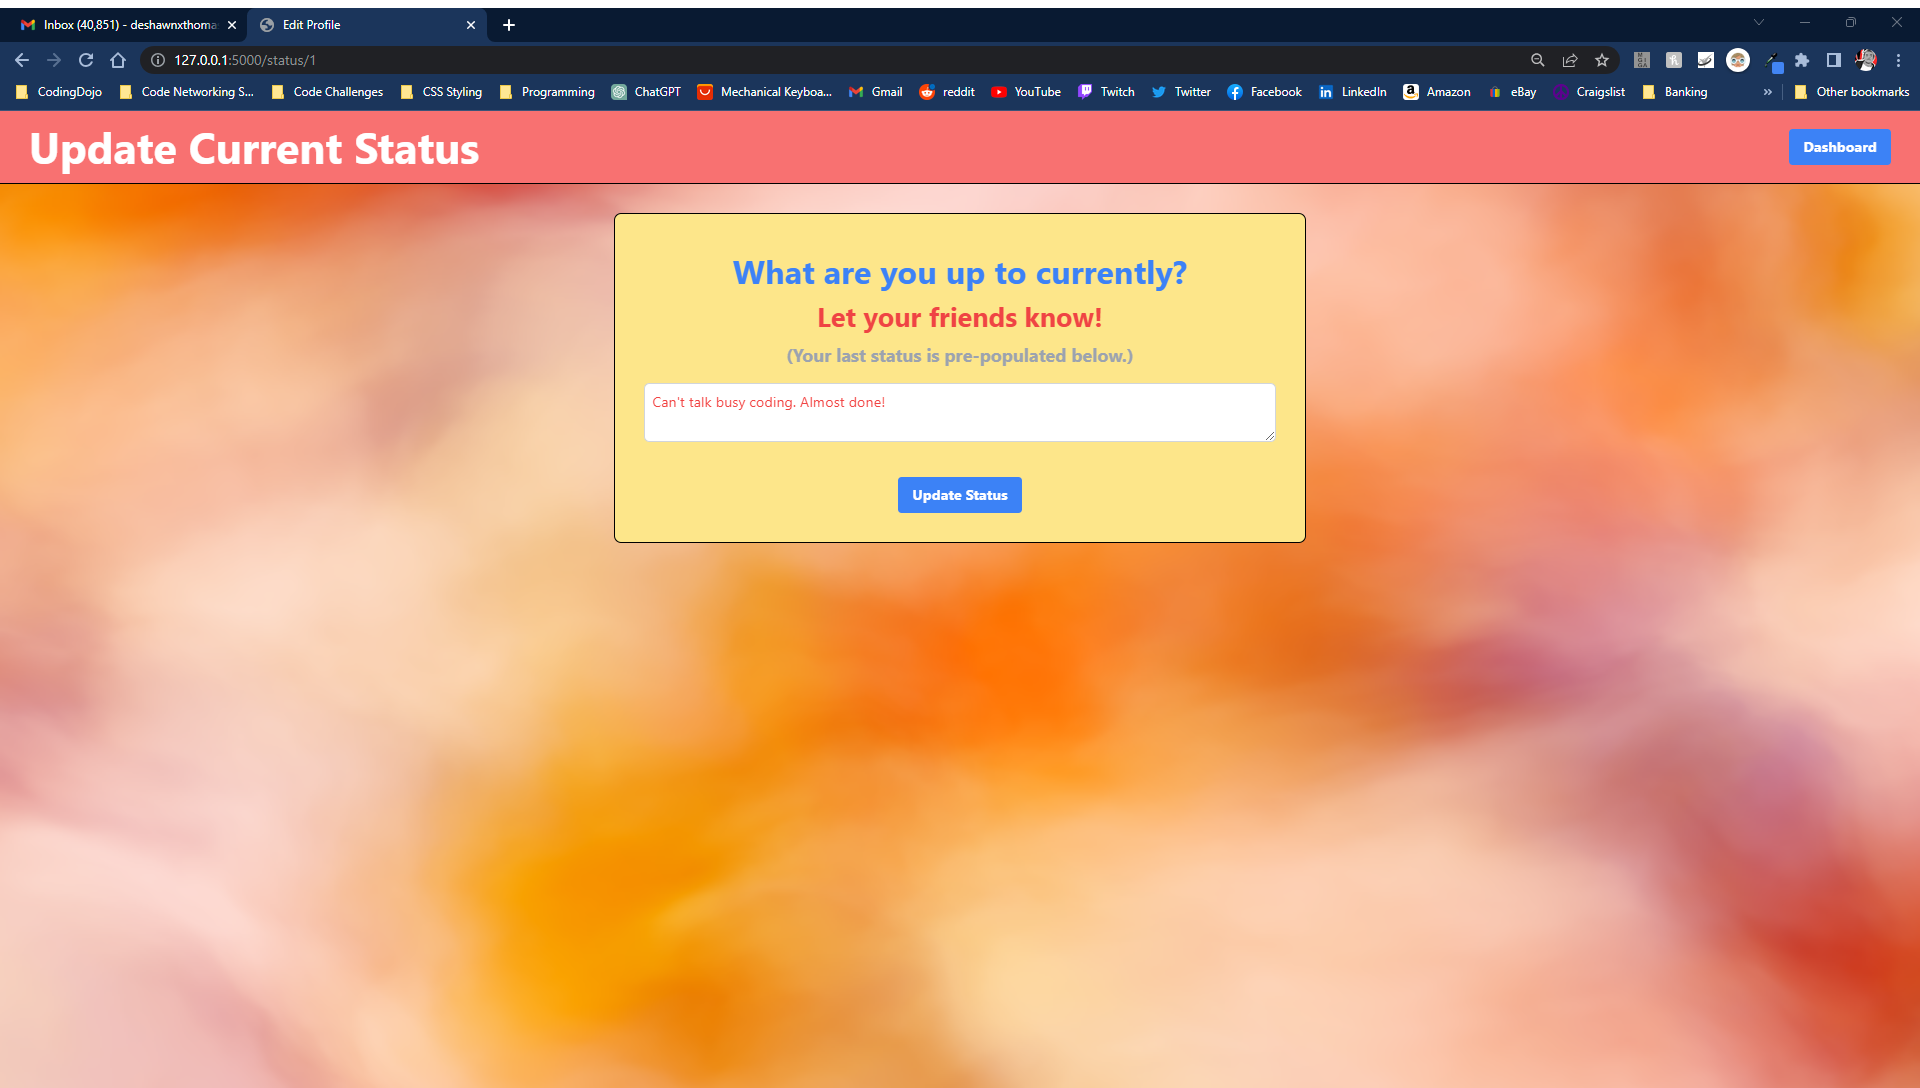 Inbox (40,851) - deshawnxthoma
Edit Profile
127.0.0.1:5000/status/1
CodingDojo
Code Networking S...
Code Challenges
CSS Styling
Programming
ChatGPT
Mechanical Keyboa...
Gmail
reddit
YouTube
Twitch
Twitter
Facebook
LinkedIn
Amazon
eBay
Craigslist
Banking
»
Other bookmarks
Update Current Status
Dashboard
What are you up to currently?
Let your friends know!
(Your last status is pre-populated below.)
Can't talk busy coding. Almost done!
Update Status